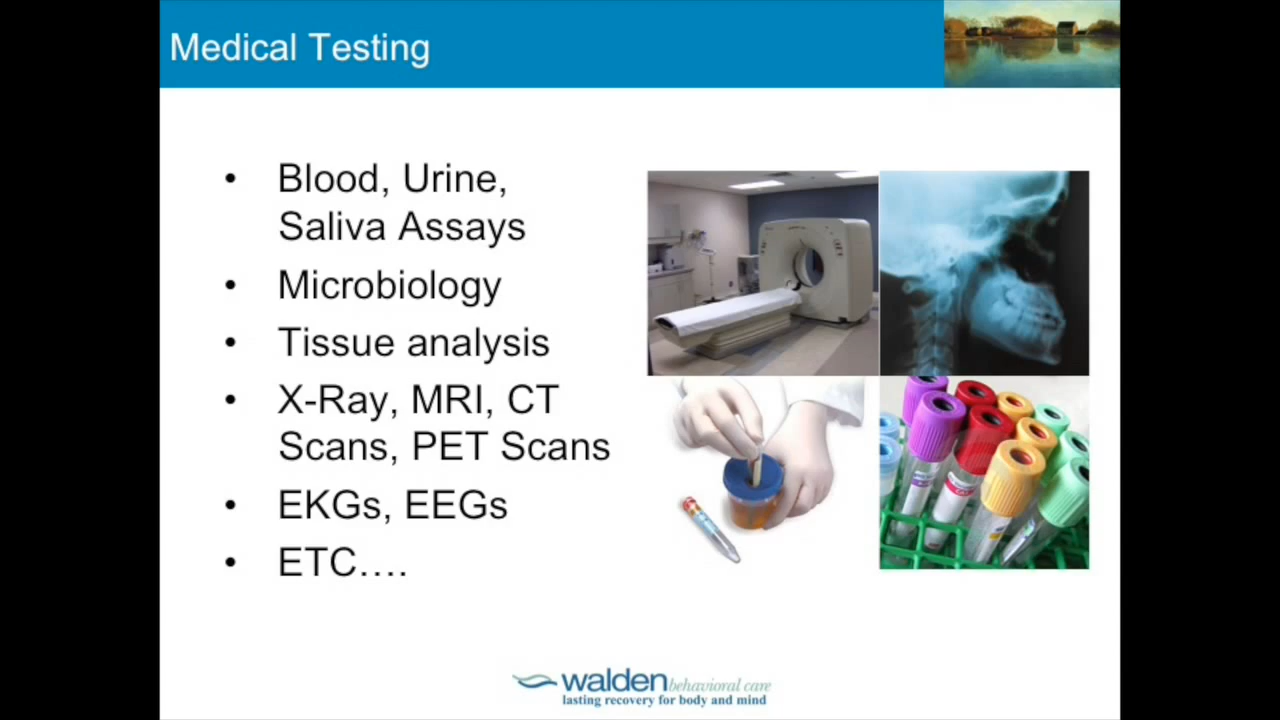 Medical Testing
• Blood, Urine,
Saliva Assays
• Microbiology
• Tissue analysis
• X-Ray, MRI, CT
Scans, PET Scans
• EKGs, EEGs
• ETC....
walden behavioral care
lasting recovery for body and mind